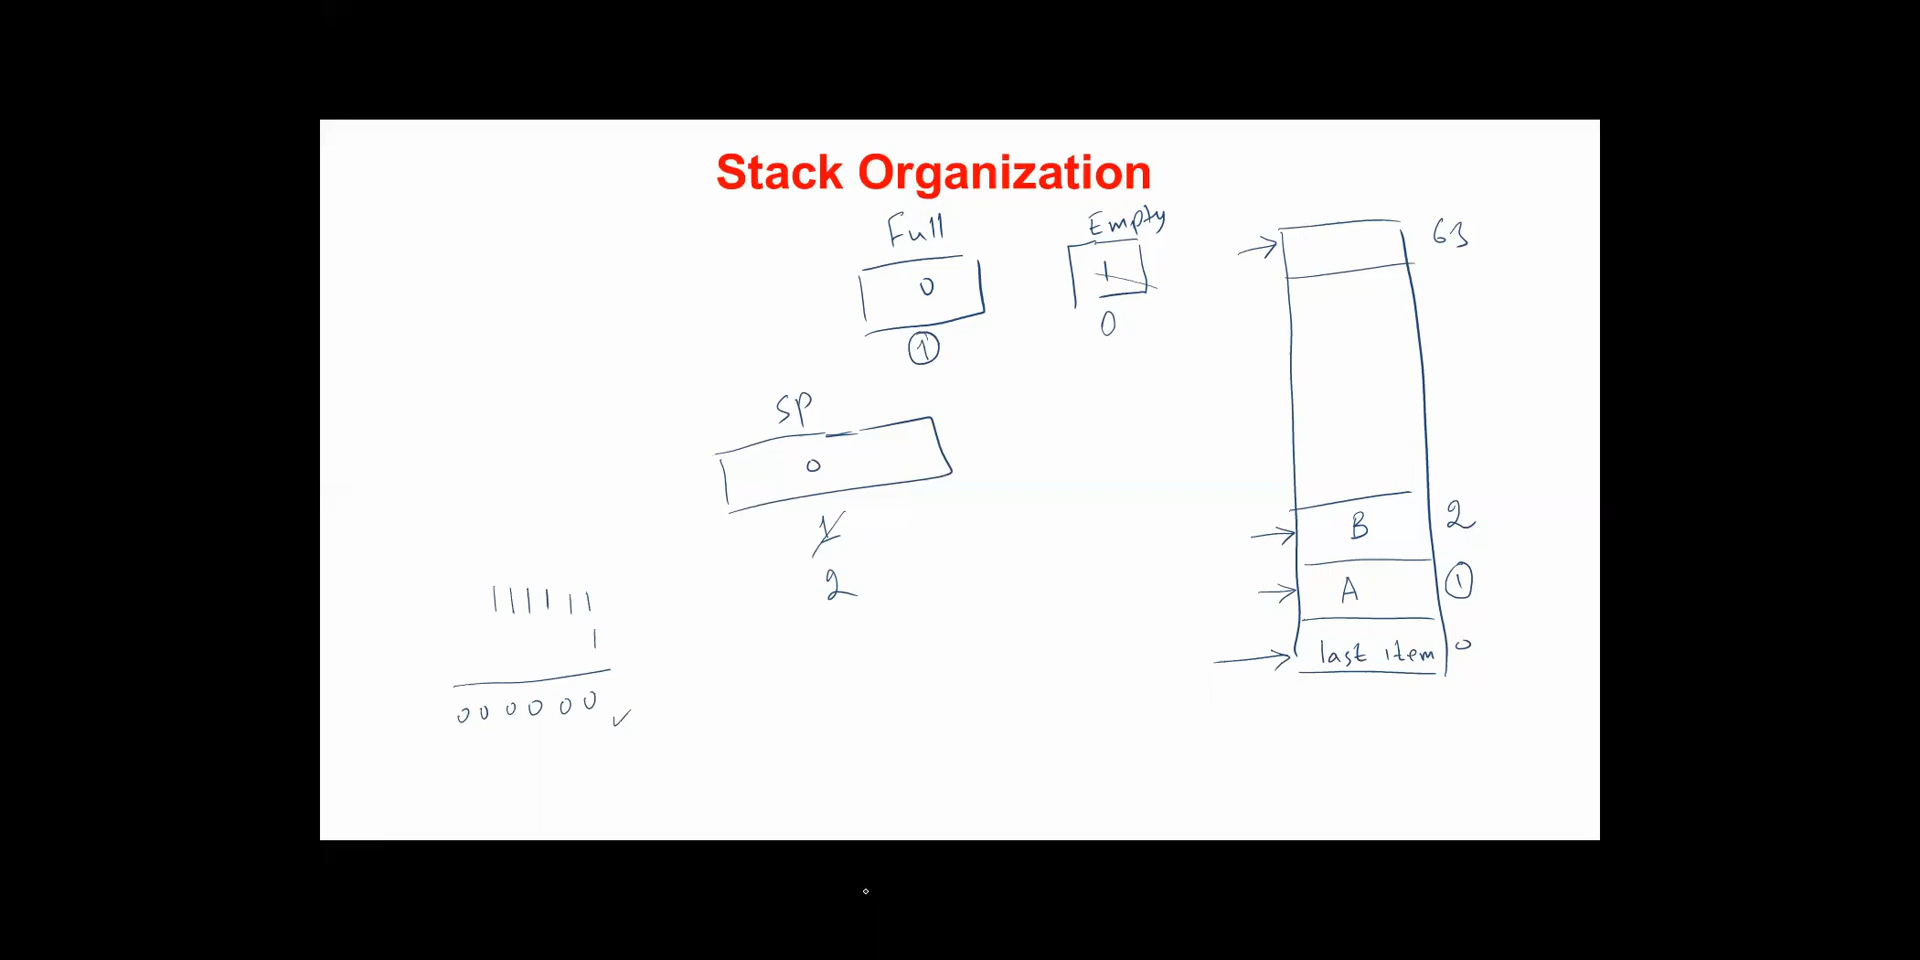 Stack Organization
Full
Empty
0
1
1
0
63
SP
0
1
2
B
2
A
1
last item
0
111111
1
000000